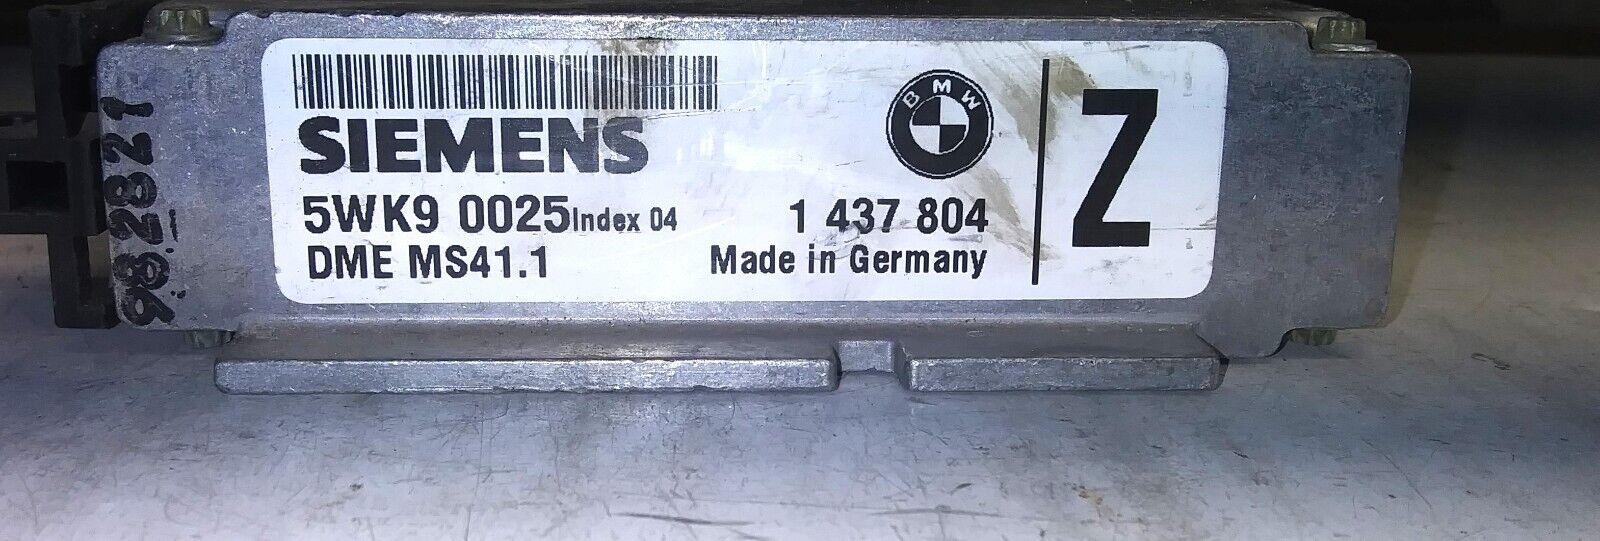 98.2821
SIEMENS
5WK9 0025 Index 04
DME MS41.1
BMW
1 437 804
Made in Germany
Z